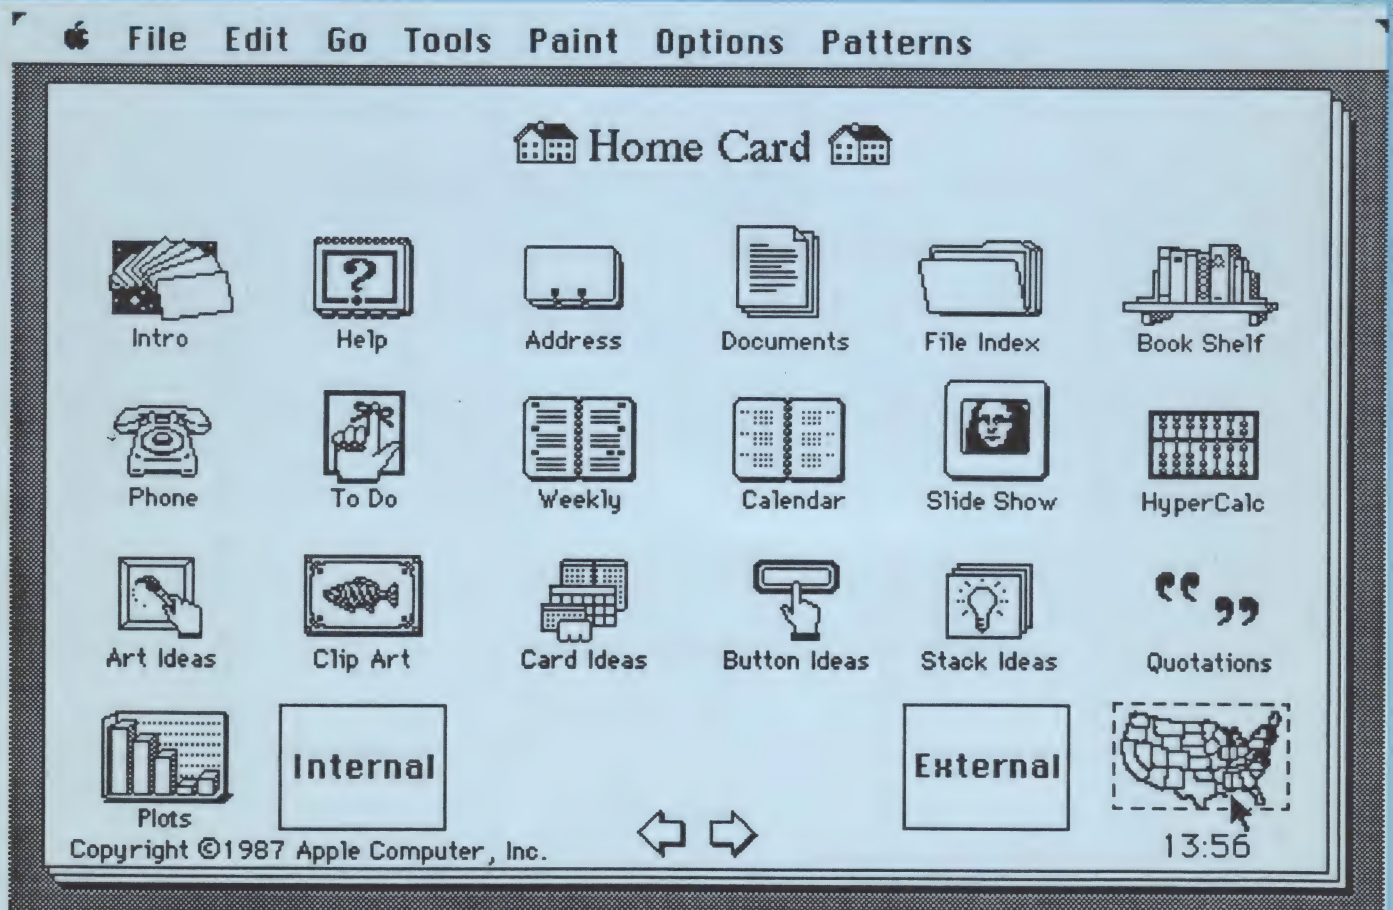 File Edit Go Tools Paint Options Patterns
Home Card
Intro Help Address Documents File Index Book Shelf
Phone To Do Weekly Calendar Slide Show HyperCalc
Art Ideas Clip Art Card Ideas Button Ideas Stack Ideas Quotations
Internal External
Plots
Copyright ©1987 Apple Computer, Inc. 13:56